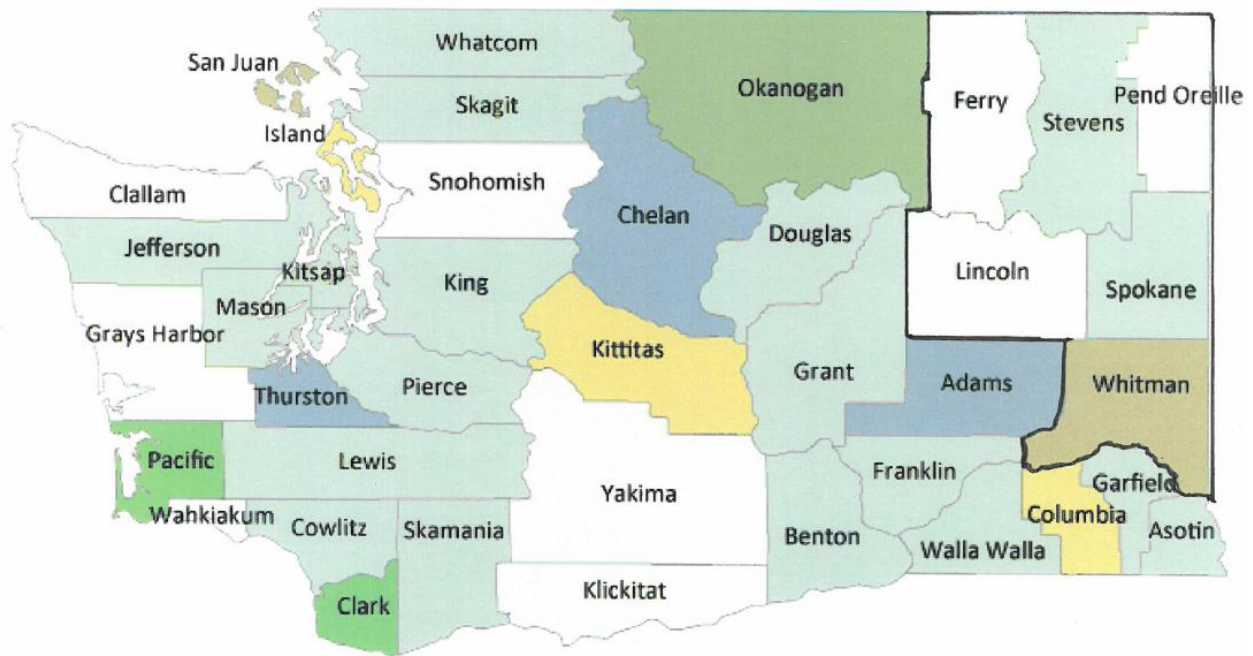 Whatcom
San Juan
Okanogan
Skagit
Ferry
Pend Oreille
Stevens
Island
Snohomish
Clallam
Chelan
Douglas
Jefferson
Kitsap
King
Lincoln
Spokane
Mason
Grays Harbor
Kittitas
Grant
Adams
Whitman
Thurston
Pierce
Pacific
Lewis
Franklin
Garfield
Yakima
Wahkiakum
Cowlitz
Skamania
Columbia
Asotin
Benton
Walla Walla
Klickitat
Clark